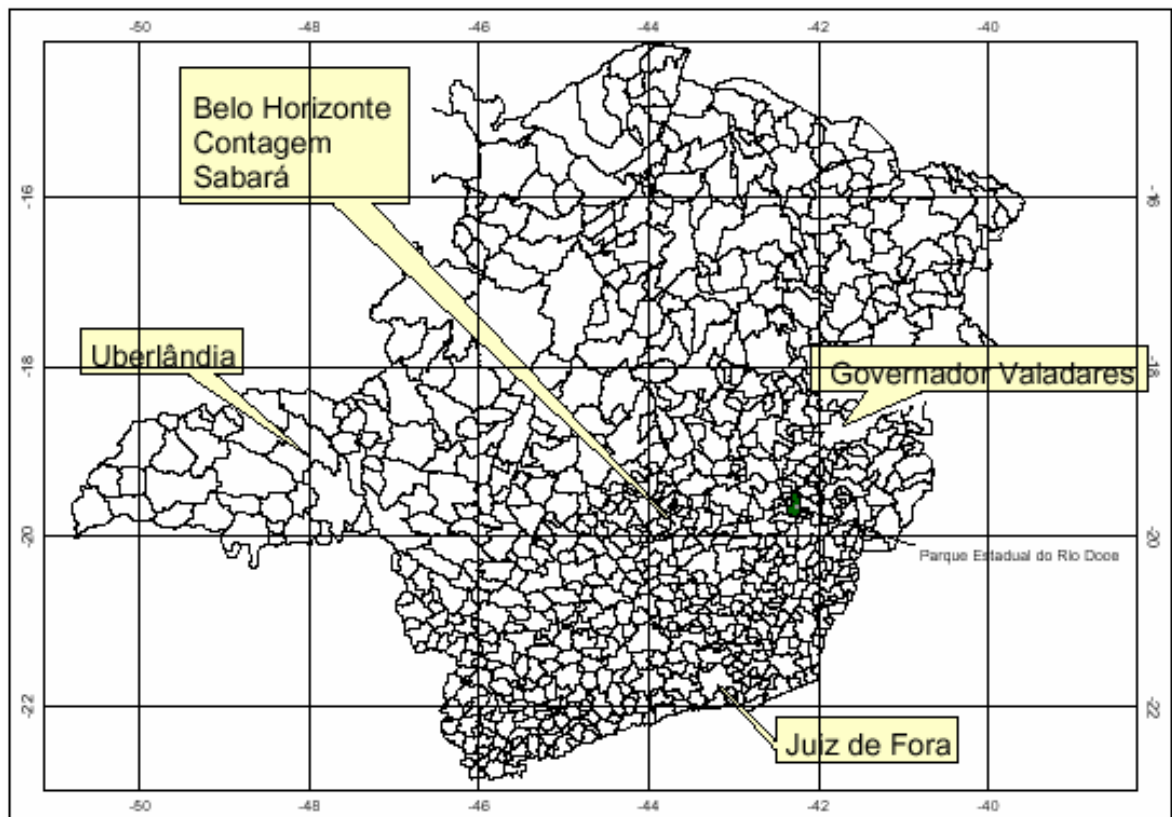 -50 -48 -46 -44 -42 -40
Belo Horizonte
Contagem
Sabará
-16 -16
Uberlândia
-18 -18
Governador Valadares
-20 -20
Parque Estadual do Rio Doce
-22 -22
Juiz de Fora
-50 -48 -46 -44 -42 -40